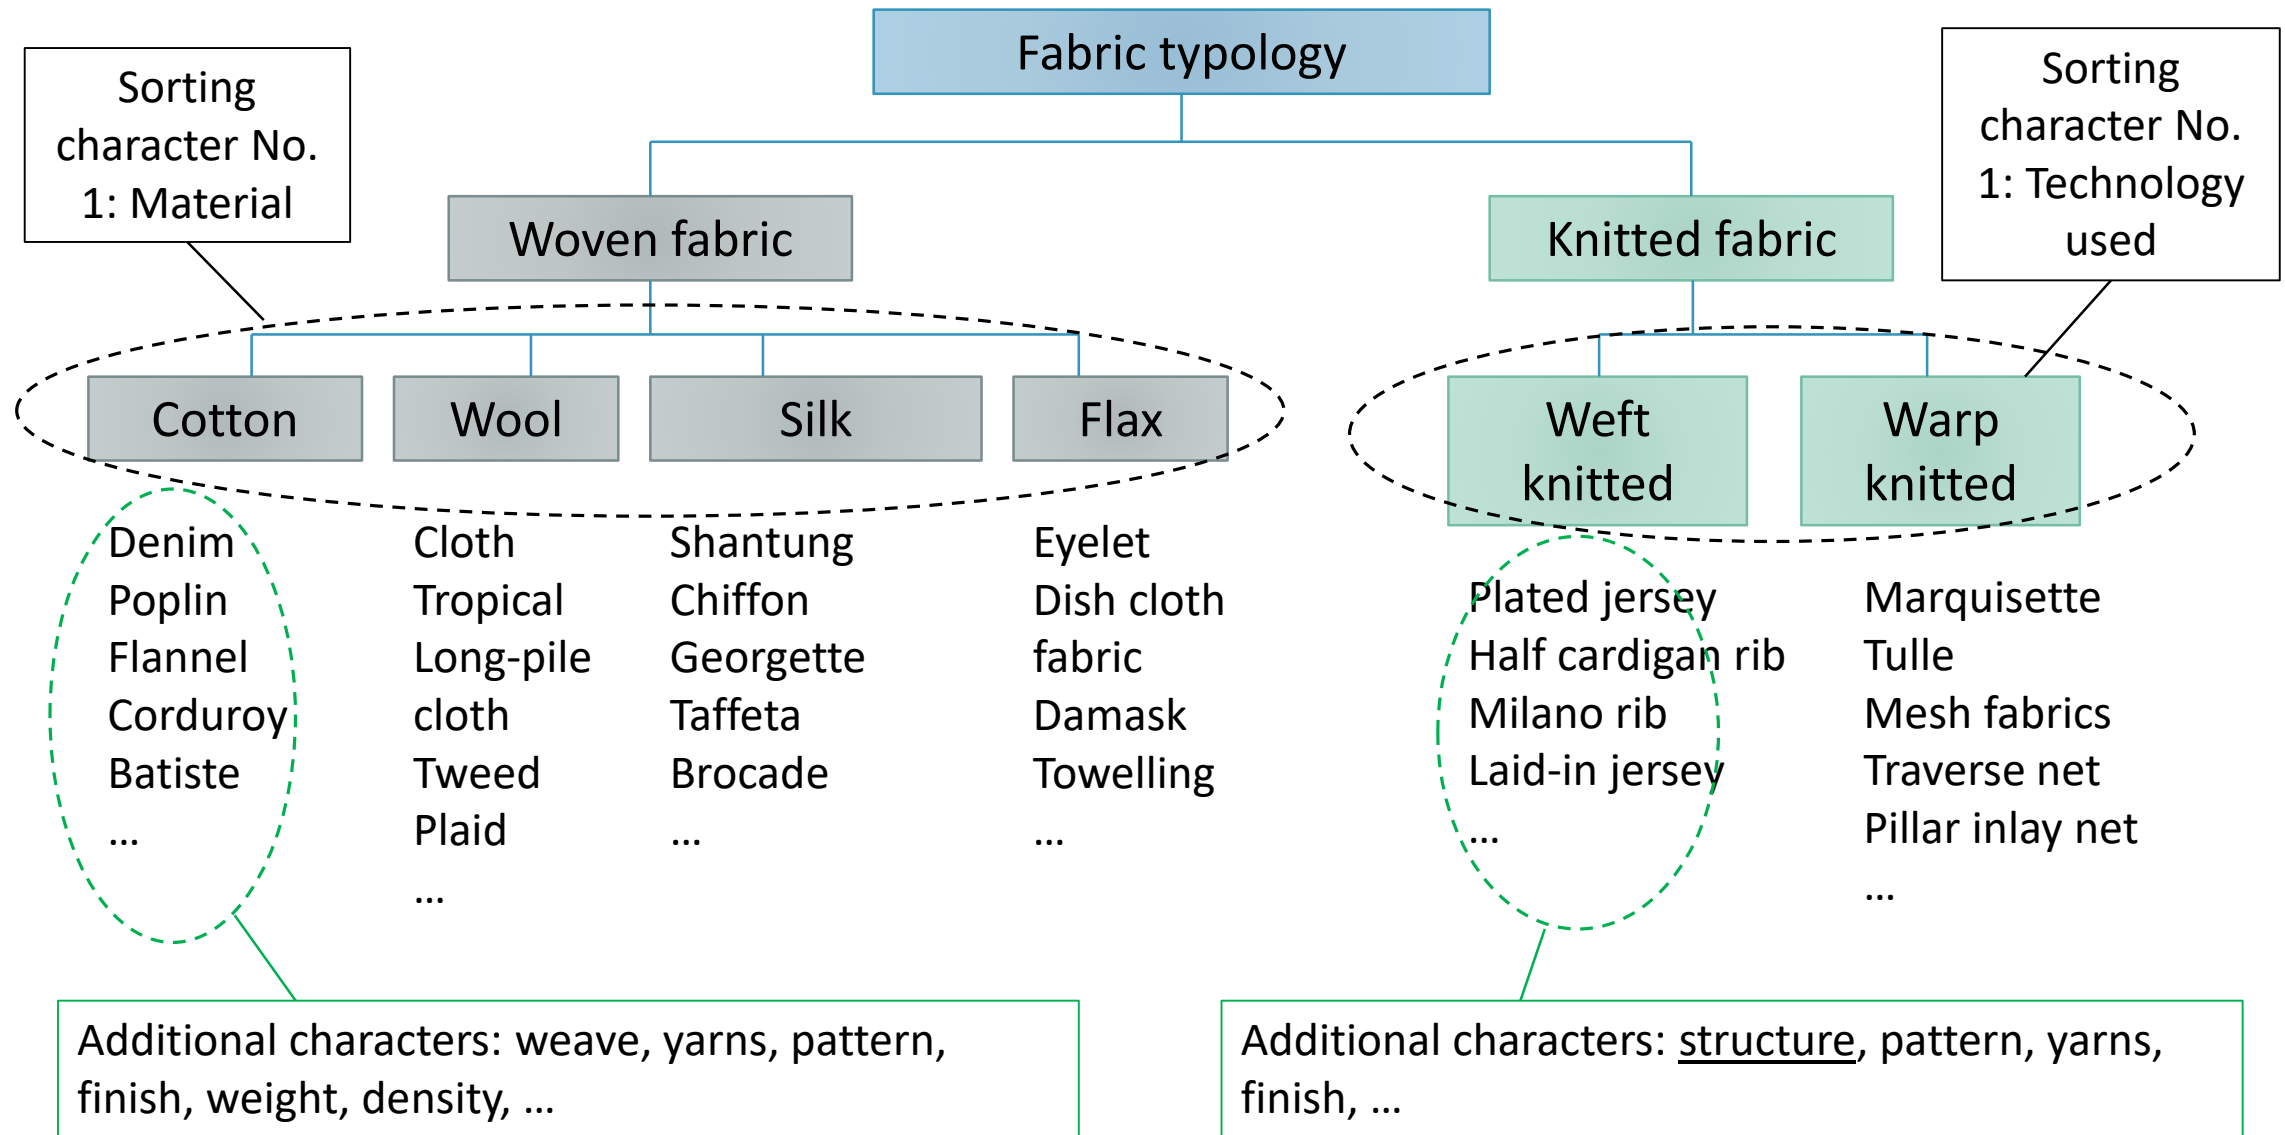 Fabric typology
Sorting
character No.
1: Material
Sorting
character No.
1: Technology
used
Woven fabric
Knitted fabric
Cotton
Wool
Silk
Flax
Weft
knitted
Warp
knitted
Denim
Poplin
Flannel
Corduroy
Batiste
...
Cloth
Tropical
Long-pile
cloth
Tweed
Plaid
...
Shantung
Chiffon
Georgette
Taffeta
Brocade
...
Eyelet
Dish cloth
fabric
Damask
Towelling
...
Plated jersey
Half cardigan rib
Milano rib
Laid-in jersey
...
Marquisette
Tulle
Mesh fabrics
Traverse net
Pillar inlay net
...
Additional characters: weave, yarns, pattern,
finish, weight, density, ...
Additional characters: structure, pattern, yarns,
finish, ...